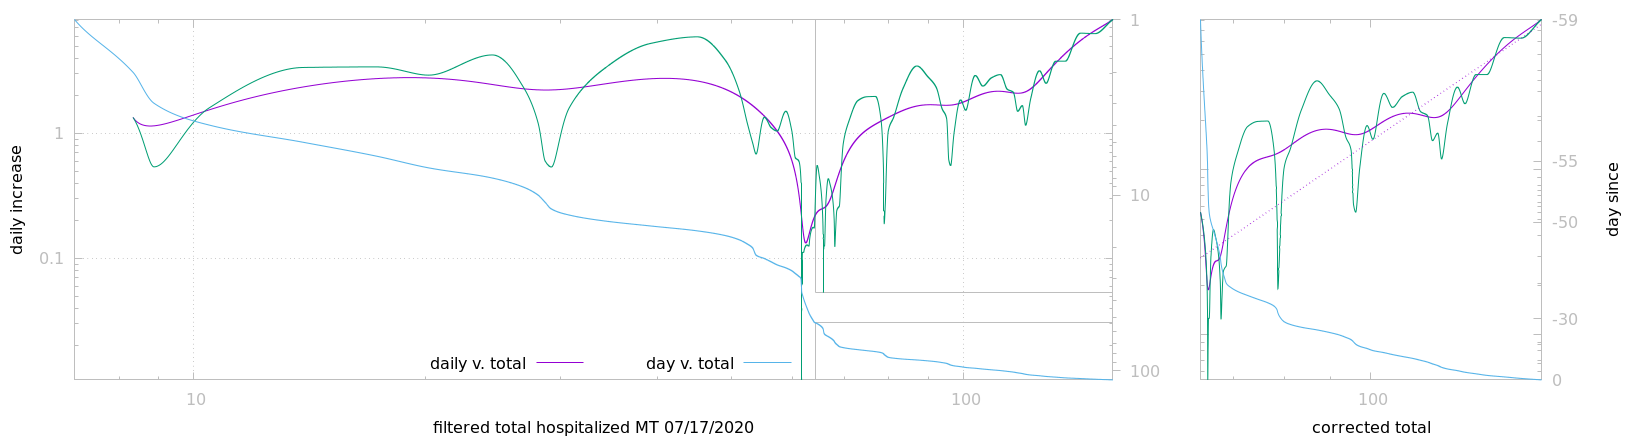 1
-59
daily increase
1
-55
day since
10
-50
0.1
-30
daily v. total
day v. total
100
0
10
100
100
filtered total hospitalized MT 07/17/2020
corrected total